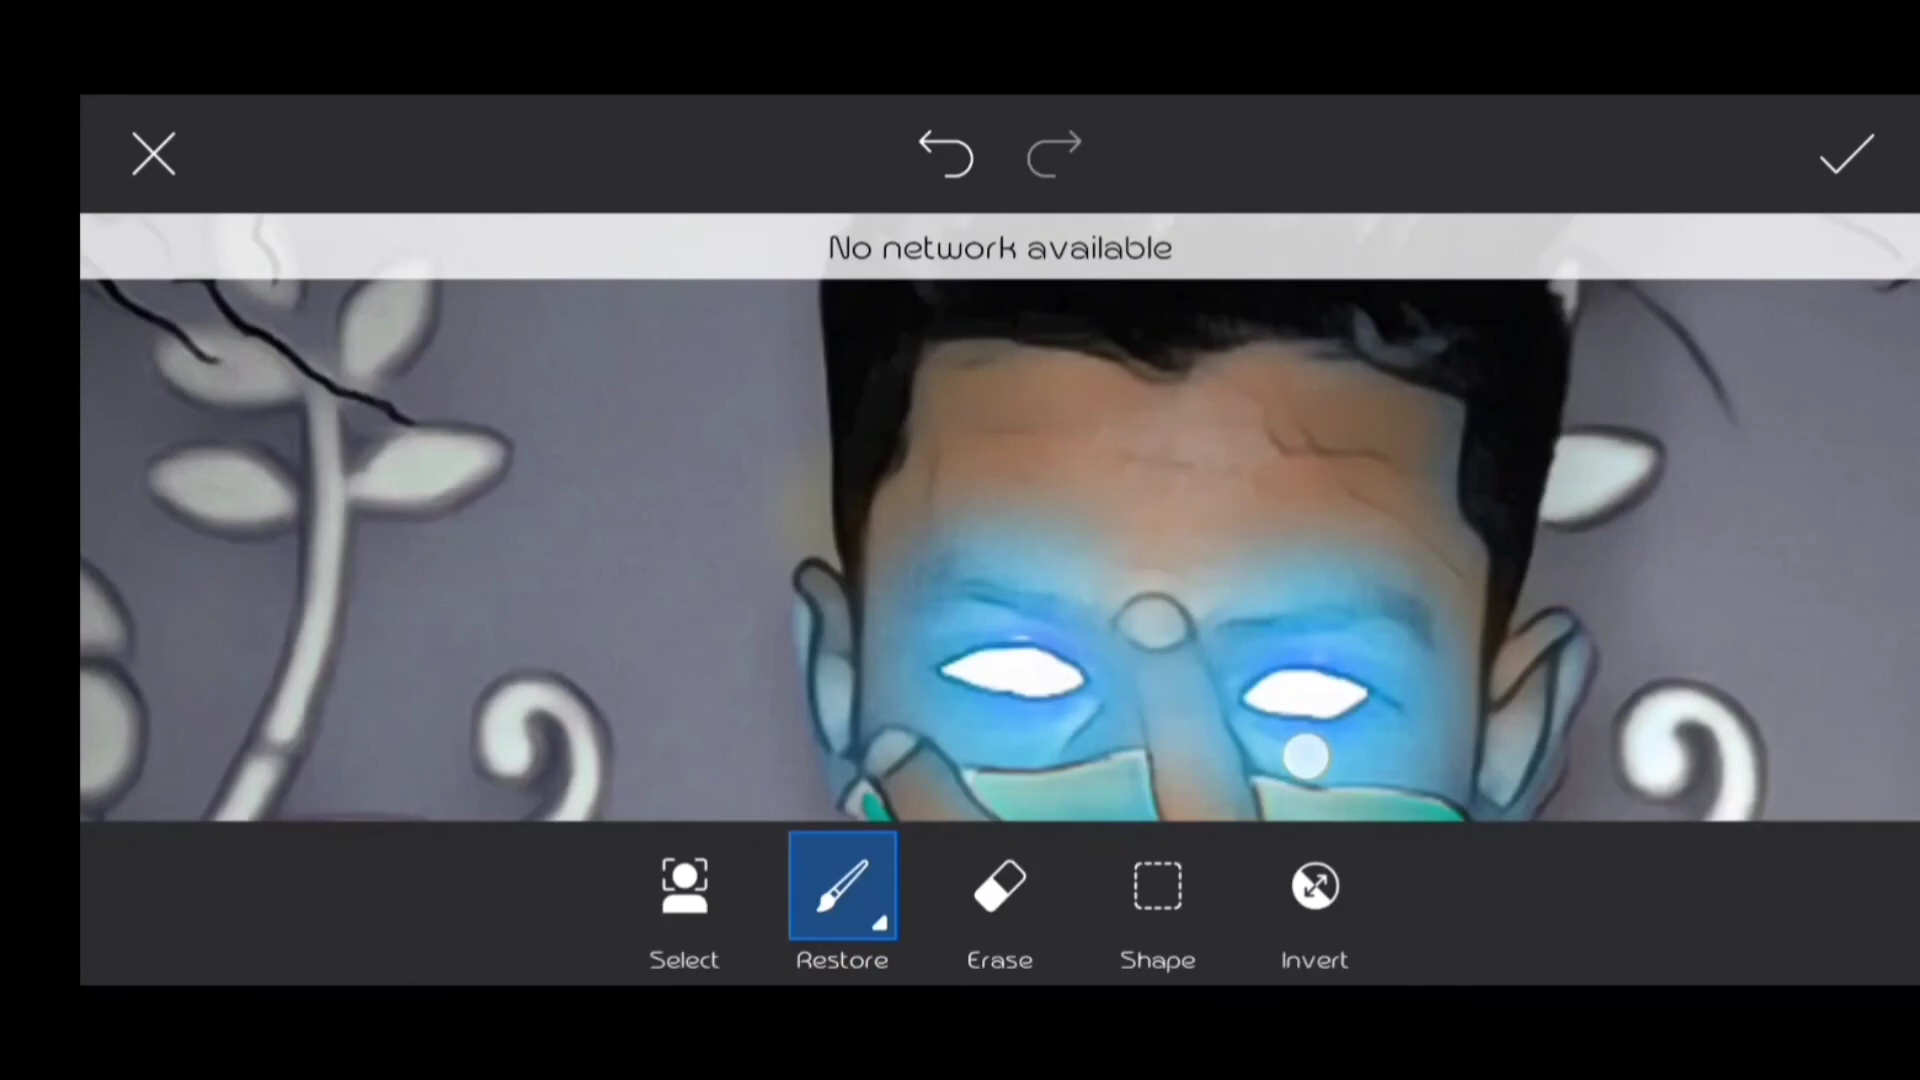 No network available
Select
Restore
Erase
Shape
Invert